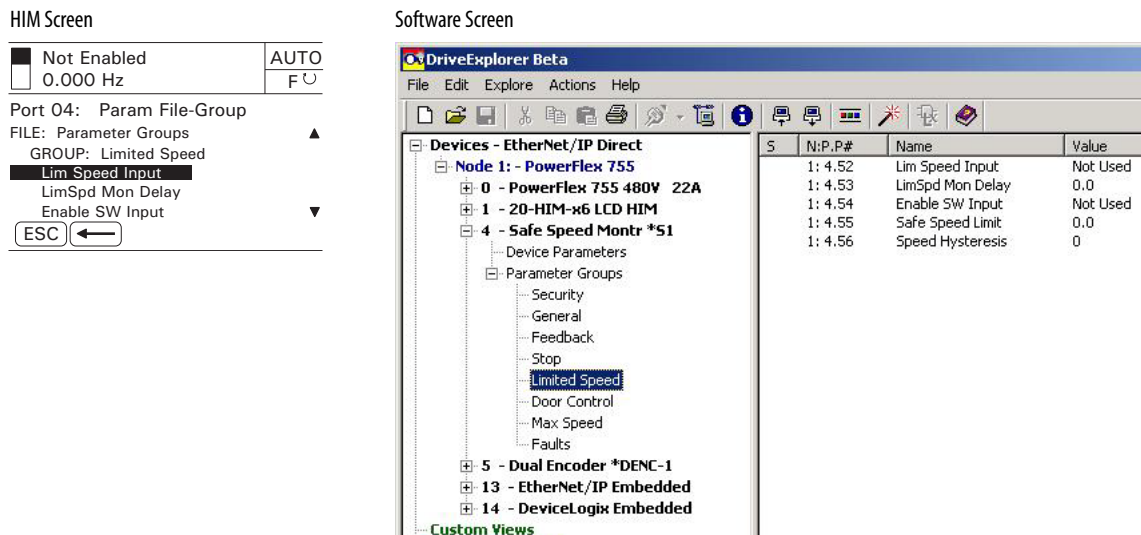 HIM Screen
Not Enabled
AUTO
0.000 Hz
F
Port 04: Param File-Group
FILE: Parameter Groups
GROUP: Limited Speed
Lim Speed Input
LimSpd Mon Delay
Enable SW Input
ESC
Software Screen
DriveExplorer Beta
File Edit Explore Actions Help
Devices - EtherNet/IP Direct
Node 1: - PowerFlex 755
0 - PowerFlex 755 480V 22A
1 - 20-HIM-x6 LCD HIM
4 - Safe Speed Montr *S1
Device Parameters
Parameter Groups
Security
General
Feedback
Stop
Limited Speed
Door Control
Max Speed
Faults
5 - Dual Encoder *DENC-1
13 - EtherNet/IP Embedded
14 - DeviceLogix Embedded
Custom Views
S N:P.P# Name Value
1: 4.52 Lim Speed Input Not Used
1: 4.53 LimSpd Mon Delay 0.0
1: 4.54 Enable SW Input Not Used
1: 4.55 Safe Speed Limit 0.0
1: 4.56 Speed Hysteresis 0